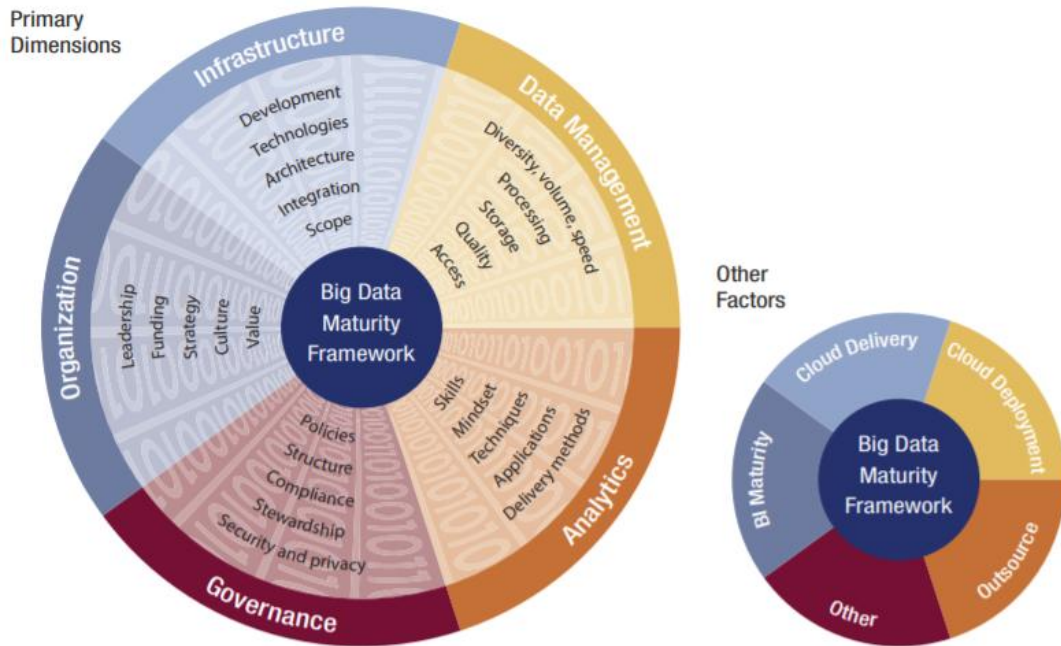 Primary
Dimensions
Infrastructure
Development
Technologies
Architecture
Integration
Scope
Data Management
Diversity, volume, speed
Processing
Storage
Quality
Access
Organization
Leadership
Funding
Strategy
Culture
Value
Big Data
Maturity
Framework
Skills
Mindset
Techniques
Applications
Delivery methods
Analytics
Policies
Structure
Compliance
Stewardship
Security and privacy
Governance
Other
Factors
Cloud Delivery
Cloud Deployment
BI Maturity
Big Data
Maturity
Framework
Outsource
Other